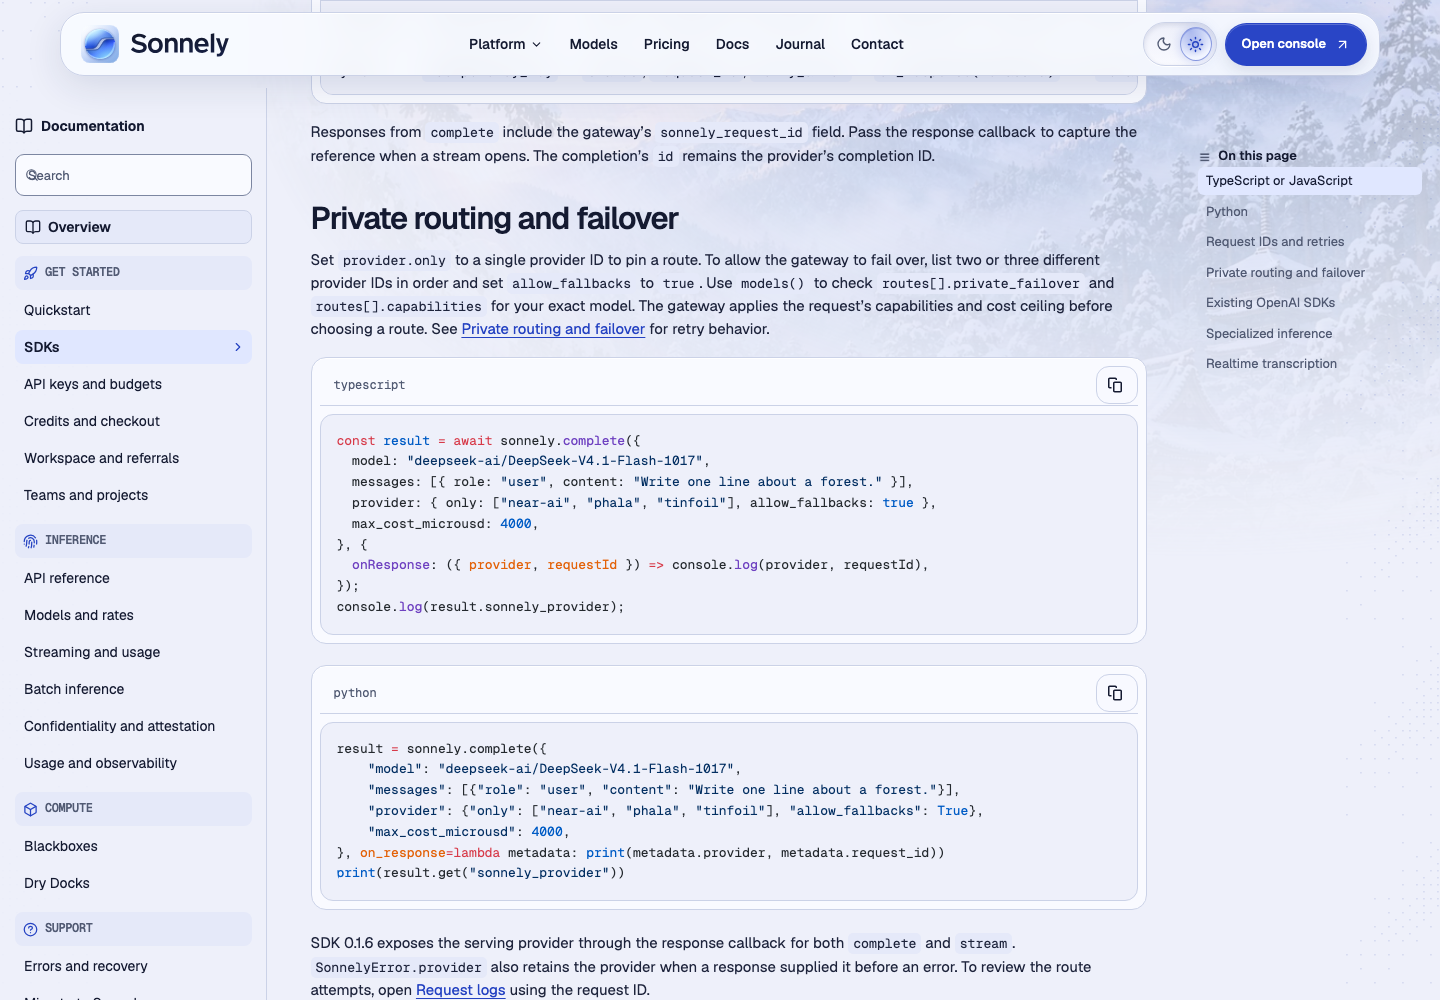 Sonnely
Platform
Models
Pricing
Docs
Journal
Contact
Open console
Documentation
Search
Overview
GET STARTED
Quickstart
SDKs
API keys and budgets
Credits and checkout
Workspace and referrals
Teams and projects
INFERENCE
API reference
Models and rates
Streaming and usage
Batch inference
Confidentiality and attestation
Usage and observability
COMPUTE
Blackboxes
Dry Docks
SUPPORT
Errors and recovery
Responses from complete include the gateway’s sonnely_request_id field. Pass the response callback to capture the
reference when a stream opens. The completion’s id remains the provider’s completion ID.
Private routing and failover
Set provider.only to a single provider ID to pin a route. To allow the gateway to fail over, list two or three different
provider IDs in order and set allow_fallbacks to true. Use models() to check routes[].private_failover and
routes[].capabilities for your exact model. The gateway applies the request’s capabilities and cost ceiling before
choosing a route. See Private routing and failover for retry behavior.
typescript
const result = await sonnely.complete({
  model: "deepseek-ai/DeepSeek-V4.1-Flash-1017",
  messages: [{ role: "user", content: "Write one line about a forest." }],
  provider: { only: ["near-ai", "phala", "tinfoil"], allow_fallbacks: true },
  max_cost_microusd: 4000,
}, {
  onResponse: ({ provider, requestId }) => console.log(provider, requestId),
});
console.log(result.sonnely_provider);
python
result = sonnely.complete({
    "model": "deepseek-ai/DeepSeek-V4.1-Flash-1017",
    "messages": [{"role": "user", "content": "Write one line about a forest."}],
    "provider": {"only": ["near-ai", "phala", "tinfoil"], "allow_fallbacks": True},
    "max_cost_microusd": 4000,
}, on_response=lambda metadata: print(metadata.provider, metadata.request_id))
print(result.get("sonnely_provider"))
SDK 0.1.6 exposes the serving provider through the response callback for both complete and stream.
SonnelyError.provider also retains the provider when a response supplied it before an error. To review the route
attempts, open Request logs using the request ID.
On this page
TypeScript or JavaScript
Python
Request IDs and retries
Private routing and failover
Existing OpenAI SDKs
Specialized inference
Realtime transcription